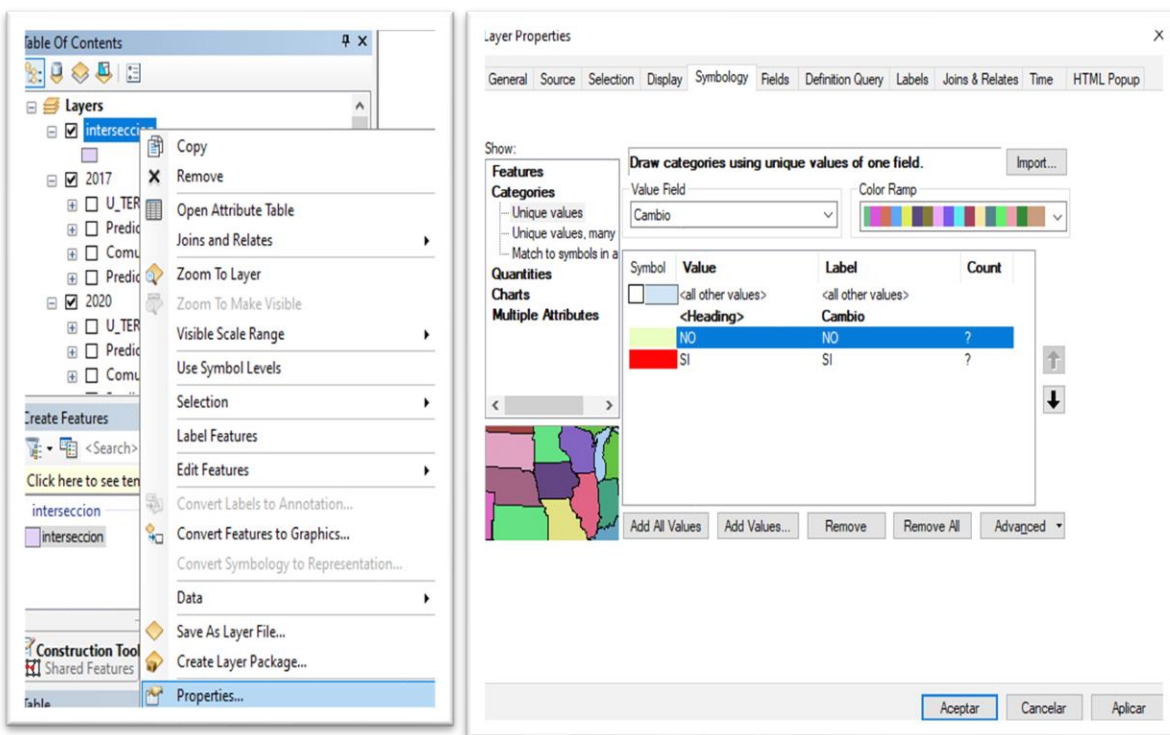 Table Of Contents
Layers
interseccion
Copy
Remove
2017
U_TER
Open Attribute Table
Predic
Joins and Relates
Comu
Predic
Zoom To Layer
2020
Zoom To Make Visible
U_TER
Visible Scale Range
Predic
Use Symbol Levels
Comu
Selection
Create Features
Label Features
<Search>
Edit Features
Click here to see tem
Convert Labels to Annotation...
interseccion
Convert Features to Graphics...
interseccion
Convert Symbology to Representation...
Data
Save As Layer File...
Construction Tool
Create Layer Package...
Shared Features
Properties...
Table
Layer Properties
General Source Selection Display Symbology Fields Definition Query Labels Joins & Relates Time HTML Popup
Show:
Features
Categories
Unique values
Unique values, many
Match to symbols in a
Quantities
Charts
Multiple Attributes
Draw categories using unique values of one field.
Import...
Value Field
Color Ramp
Cambio
Symbol Value Label Count
<all other values> <all other values>
<Heading> Cambio
NO NO ?
SI SI ?
Add All Values Add Values... Remove Remove All Advanced
Aceptar Cancelar Aplicar